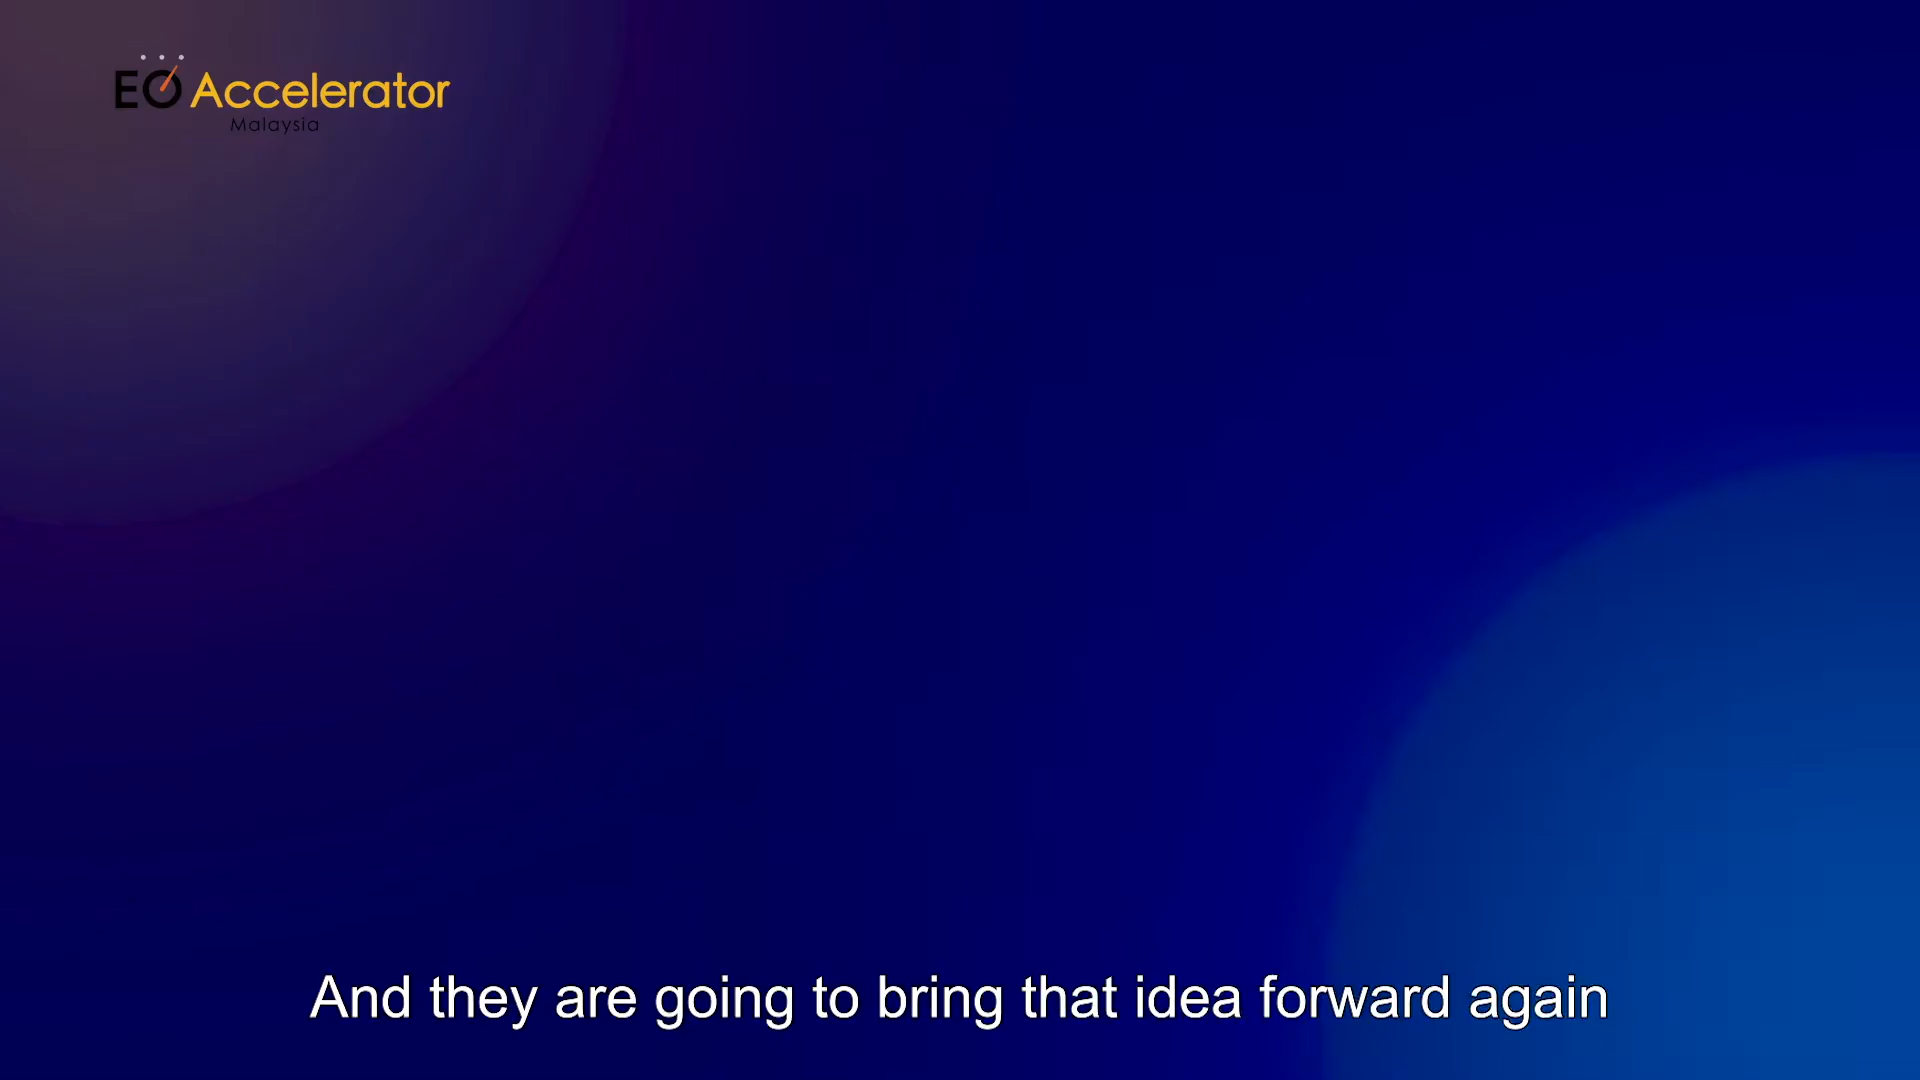 EO Accelerator
Malaysia
And they are going to bring that idea forward again